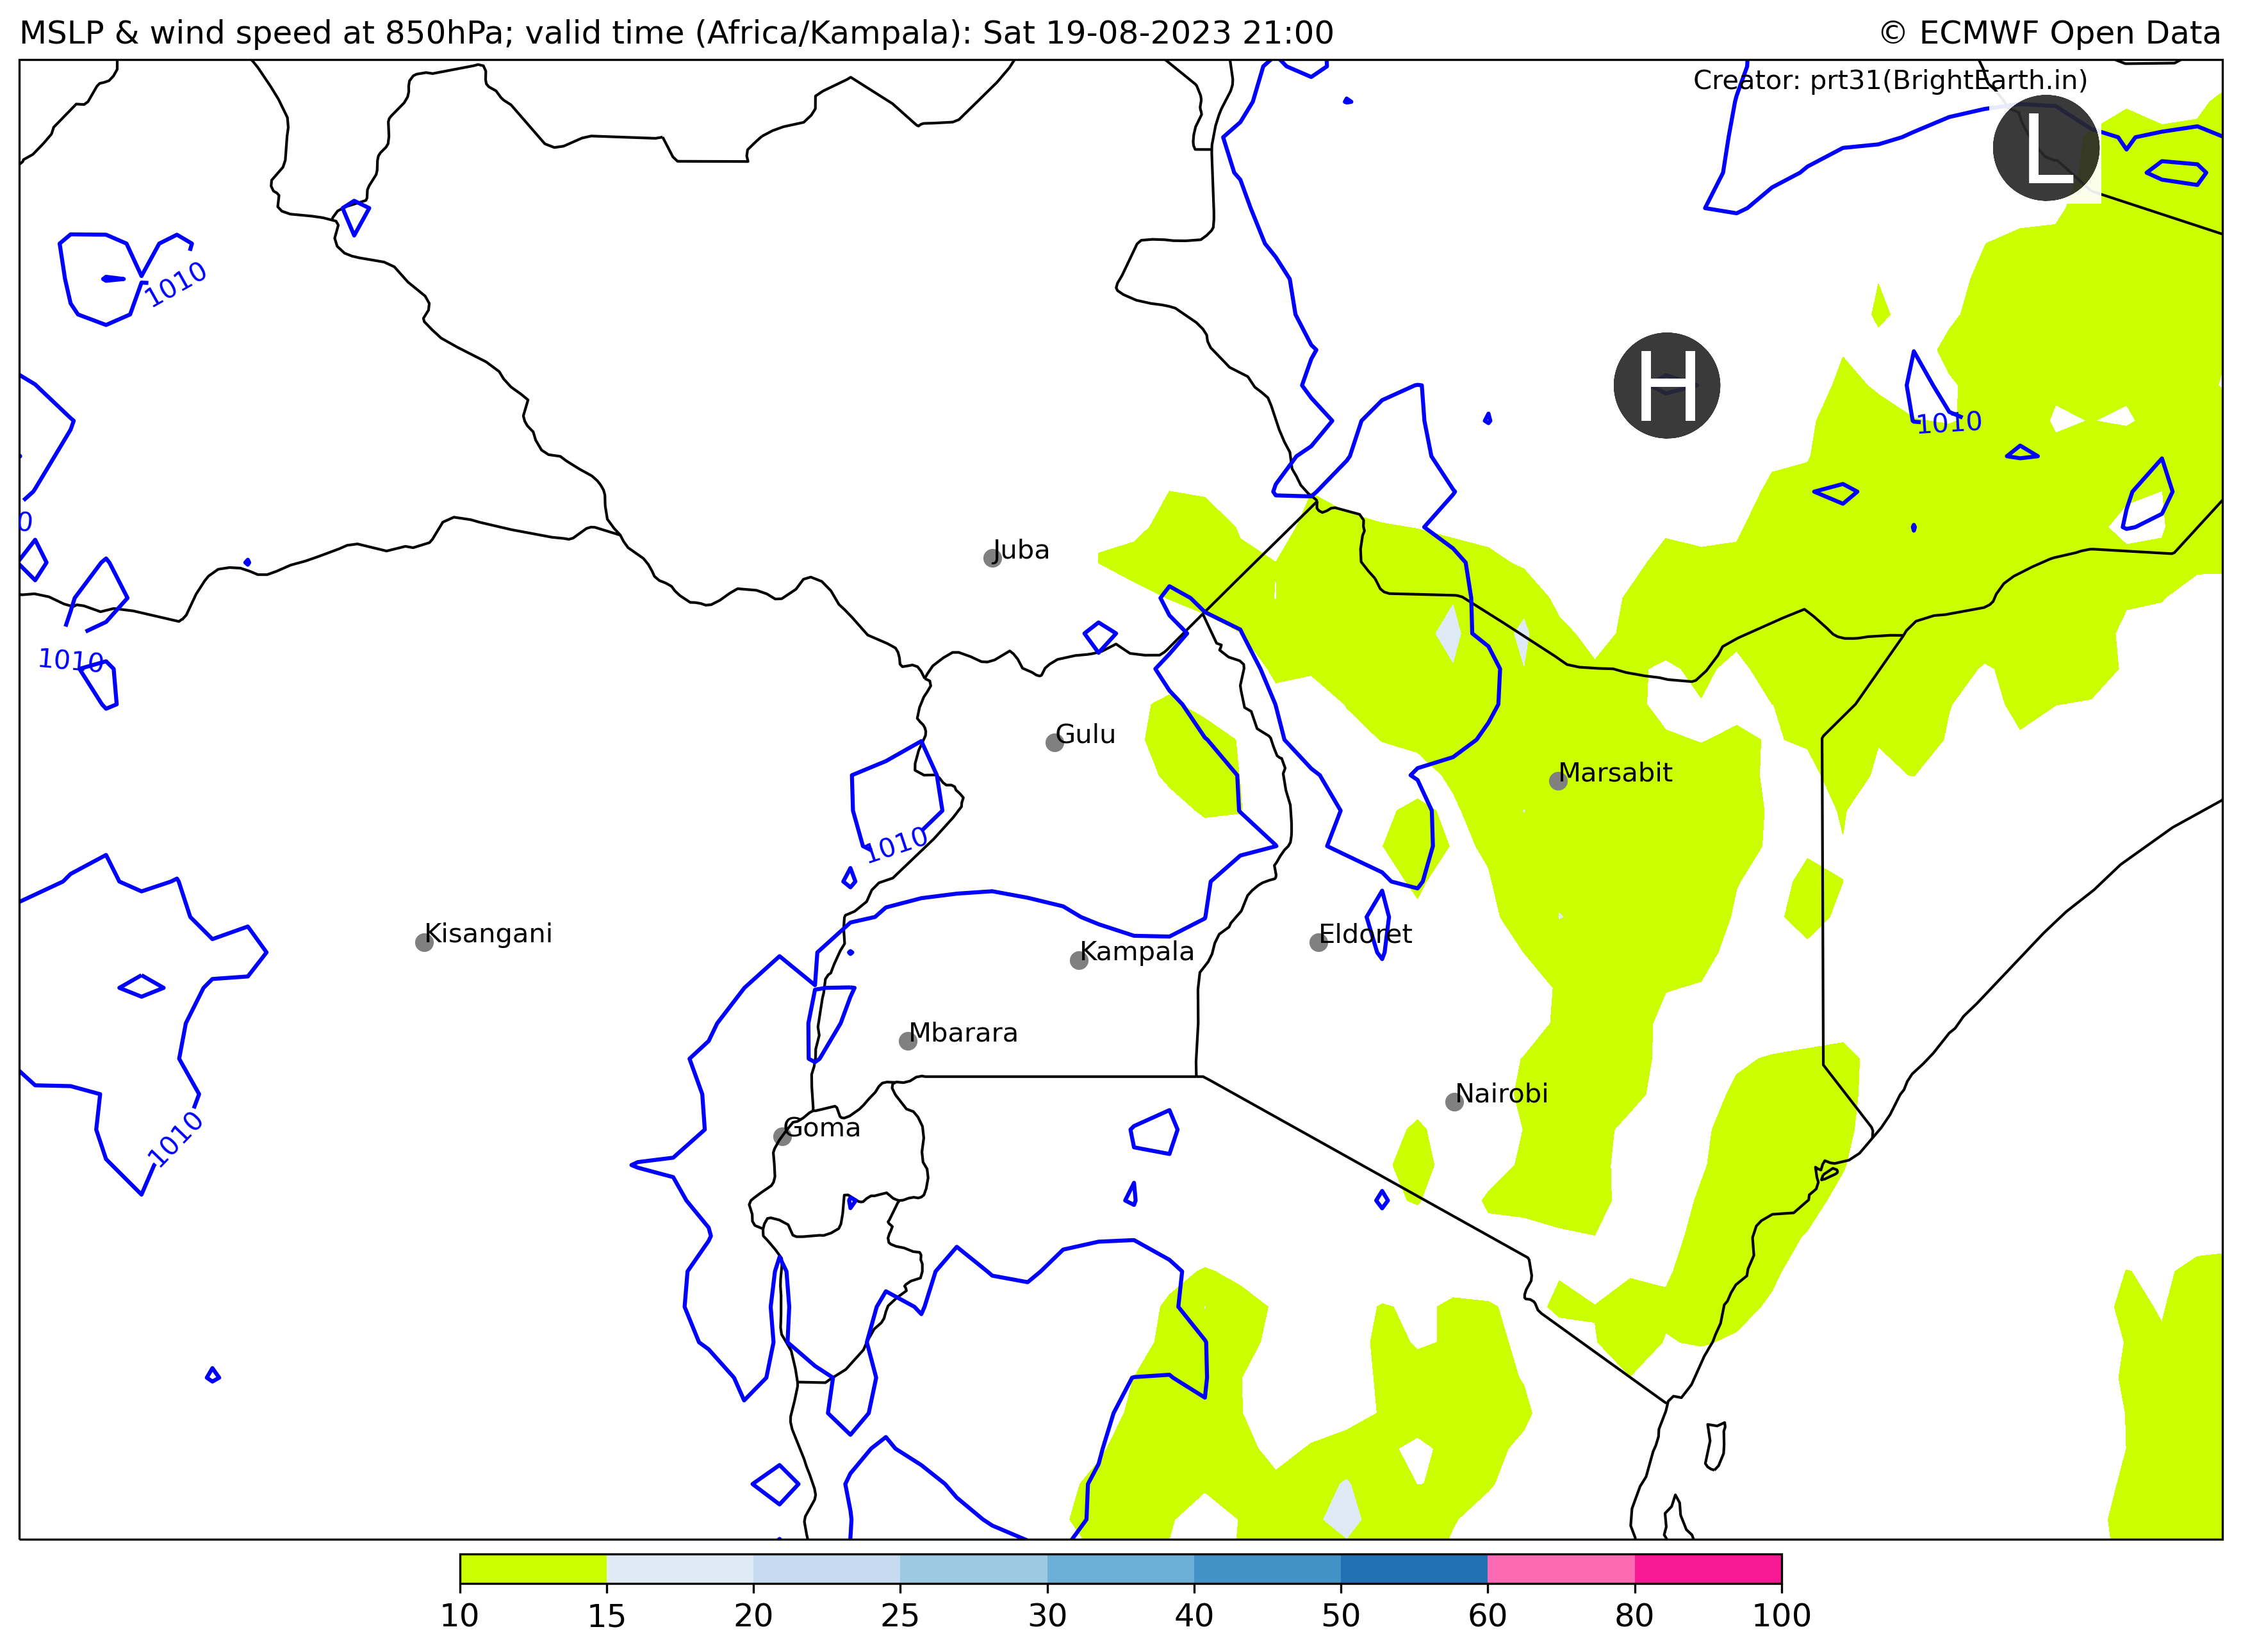 MSLP & wind speed at 850hPa; valid time (Africa/Kampala): Sat 19-08-2023 21:00
© ECMWF Open Data
Creator: prt31(BrightEarth.in)
L
1010
H
1010
0
Juba
1010
Gulu
Marsabit
1010
Kisangani
Eldoret
Kampala
Mbarara
Nairobi
1010
Goma
10 15 20 25 30 40 50 60 80 100